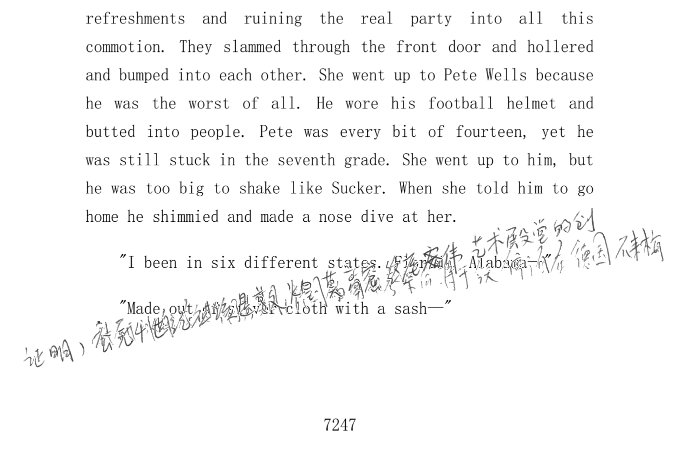 refreshments and ruining the real party into all this
commotion. They slammed through the front door and hollered
and bumped into each other. She went up to Pete Wells because
he was the worst of all. He wore his football helmet and
butted into people. Pete was every bit of fourteen, yet he
was still stuck in the seventh grade. She went up to him, but
he was too big to shake like Sucker. When she told him to go
home he shimmied and made a nose dive at her.
"I been in six different states. Florida, Alabama—"
"Made out of silver cloth with a sash—"
艺术殿堂的创
证明,
德国
7247